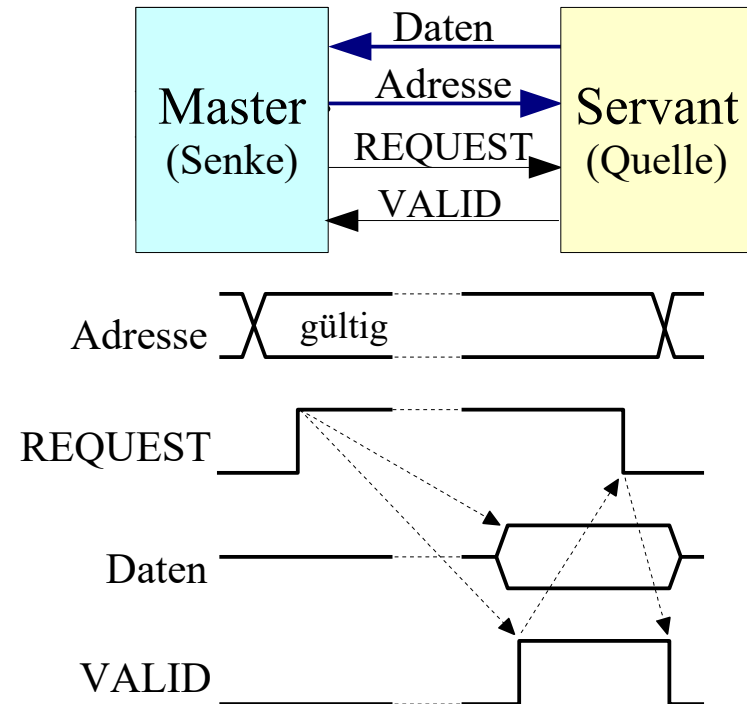 Daten
Adresse
Master
(Senke)
Servant
(Quelle)
REQUEST
VALID
Adresse
gültig
REQUEST
Daten
VALID